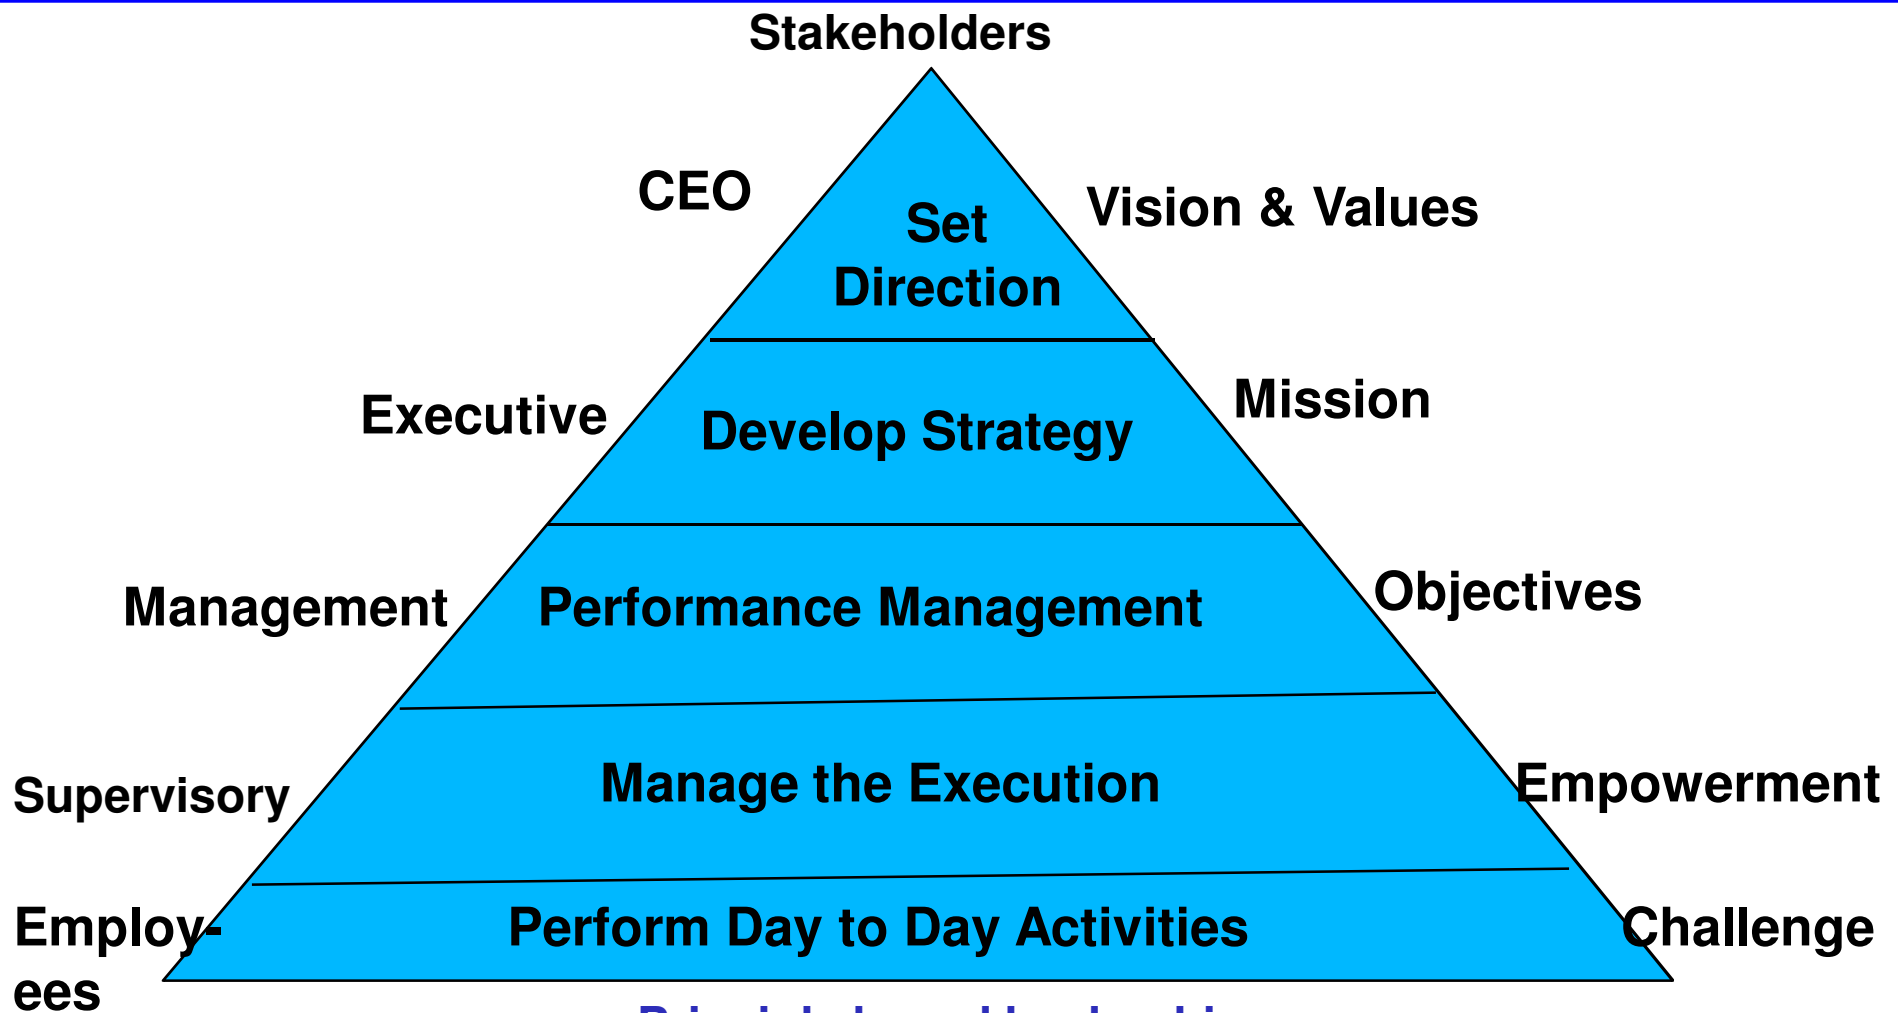 Stakeholders
CEO
Set
Direction
Vision & Values
Executive
Develop Strategy
Mission
Management
Performance Management
Objectives
Supervisory
Manage the Execution
Empowerment
Employ-
ees
Perform Day to Day Activities
Challenge